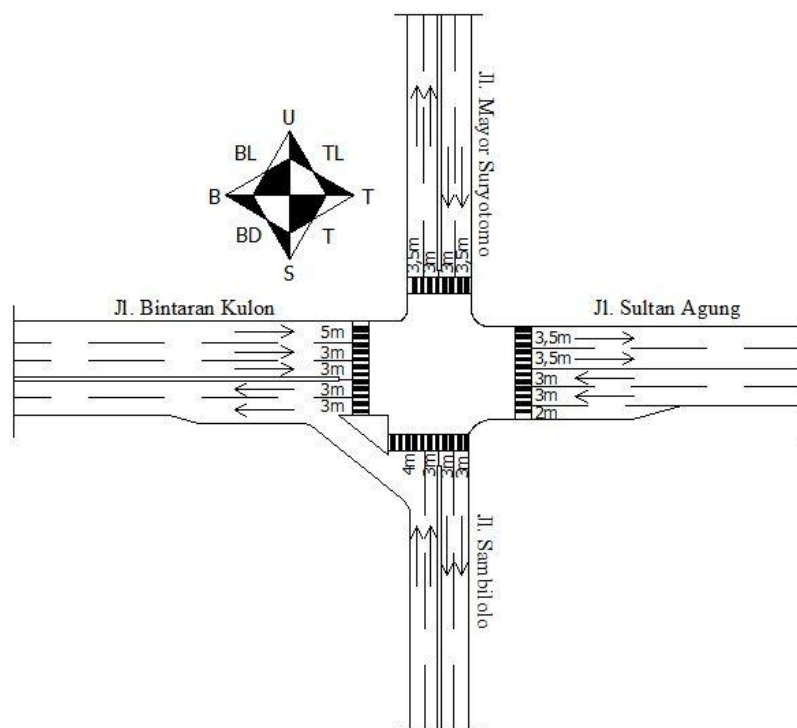 Jl. Mayor Suryotomo
U
BL
TL
B
T
BD
T
S
3,5m
3m
3m
3,5m
Jl. Bintaran Kulon
Jl. Sultan Agung
5m
3m
3m
3m
3m
3,5m
3,5m
3m
3m
2m
4m
3m
3m
3m
Jl. Sambilolo